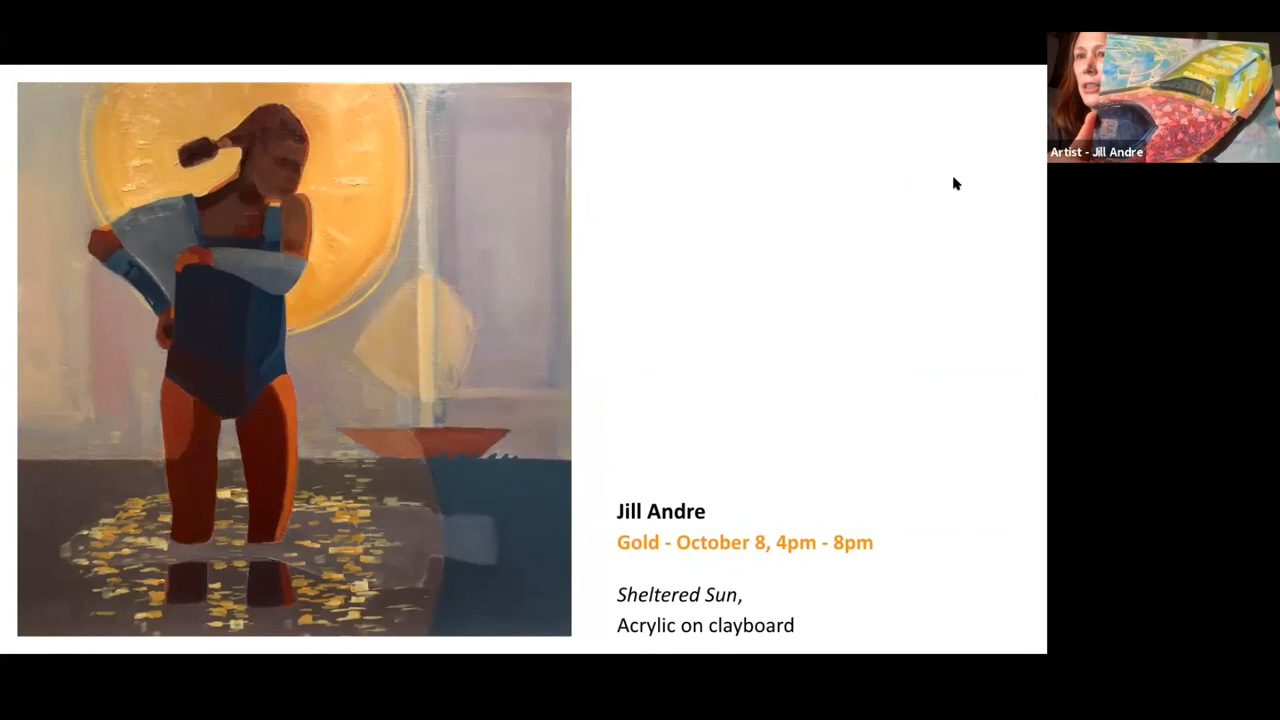 Artist - Jill Andre
Jill Andre
Gold - October 8, 4pm - 8pm
Sheltered Sun,
Acrylic on clayboard